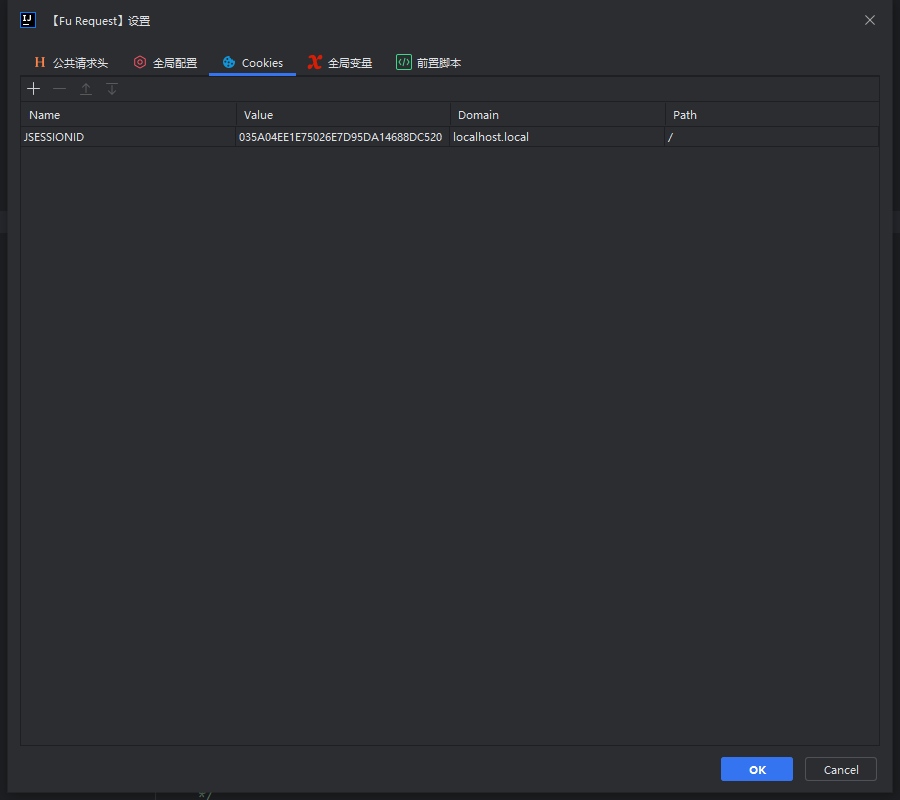 【Fu Request】设置
公共请求头 全局配置 Cookies 全局变量 前置脚本
Name Value Domain Path
JSESSIONID 035A04EE1E75026E7D95DA14688DC520 localhost.local /
OK Cancel
*/